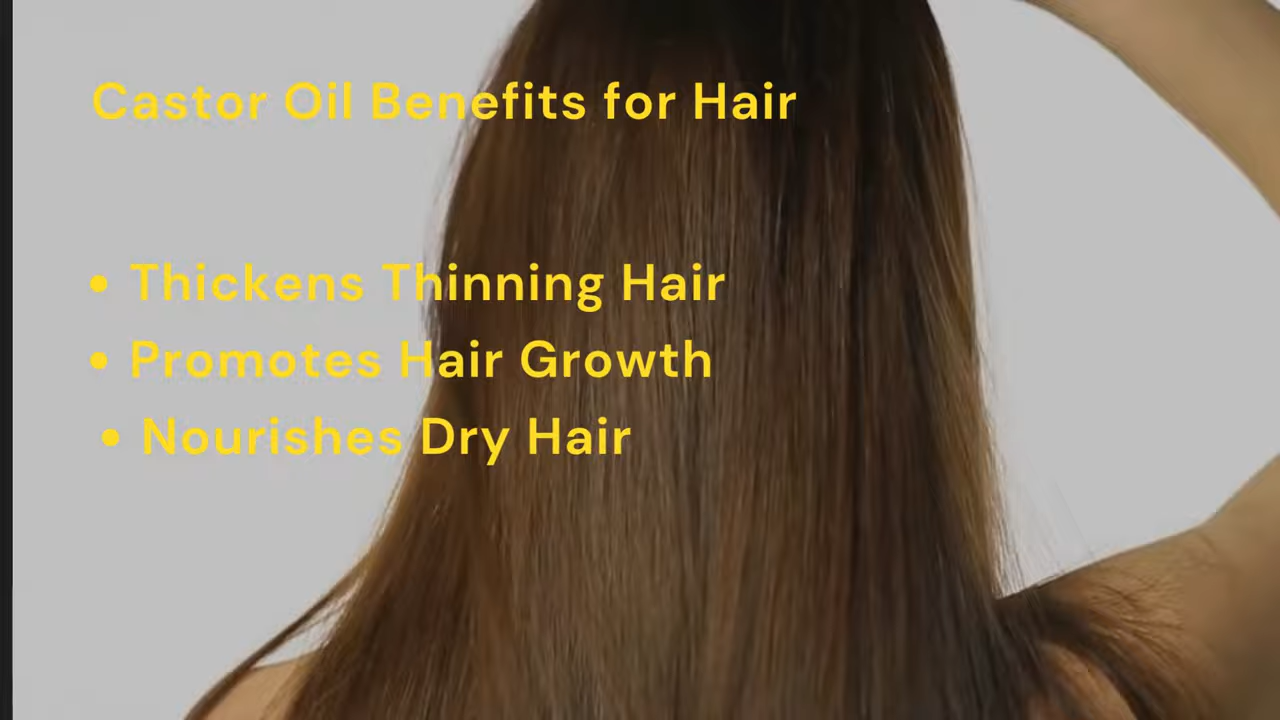 Castor Oil Benefits for Hair
• Thickens Thinning Hair
• Promotes Hair Growth
• Nourishes Dry Hair